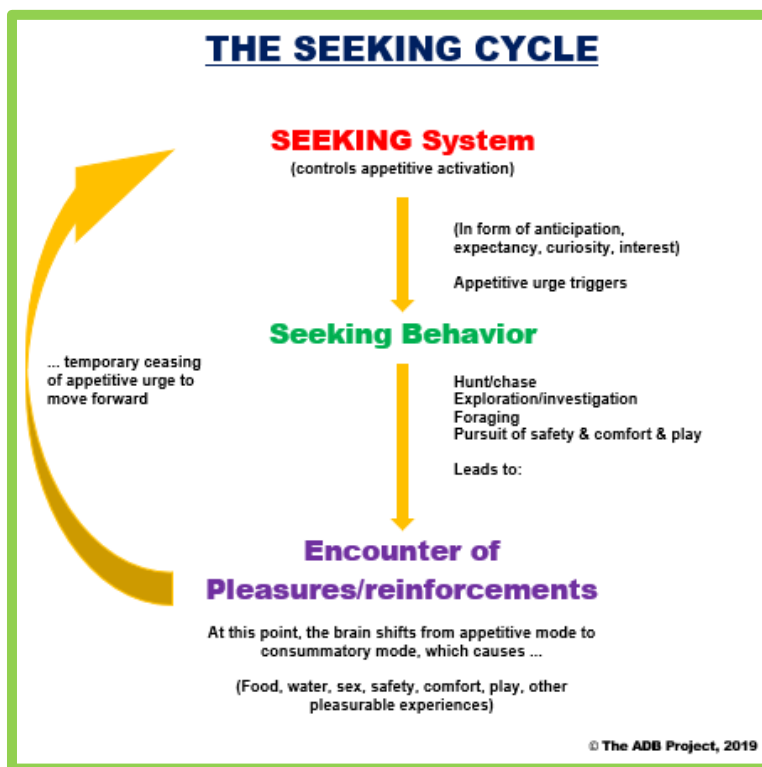 THE SEEKING CYCLE
SEEKING System
(controls appetitive activation)
(In form of anticipation,
expectancy, curiosity, interest)
Appetitive urge triggers
Seeking Behavior
... temporary ceasing
of appetitive urge to
move forward
Hunt/chase
Exploration/investigation
Foraging
Pursuit of safety & comfort & play
Leads to:
Encounter of
Pleasures/reinforcements
At this point, the brain shifts from appetitive mode to
consummatory mode, which causes ...
(Food, water, sex, safety, comfort, play, other
pleasurable experiences)
© The ADB Project, 2019